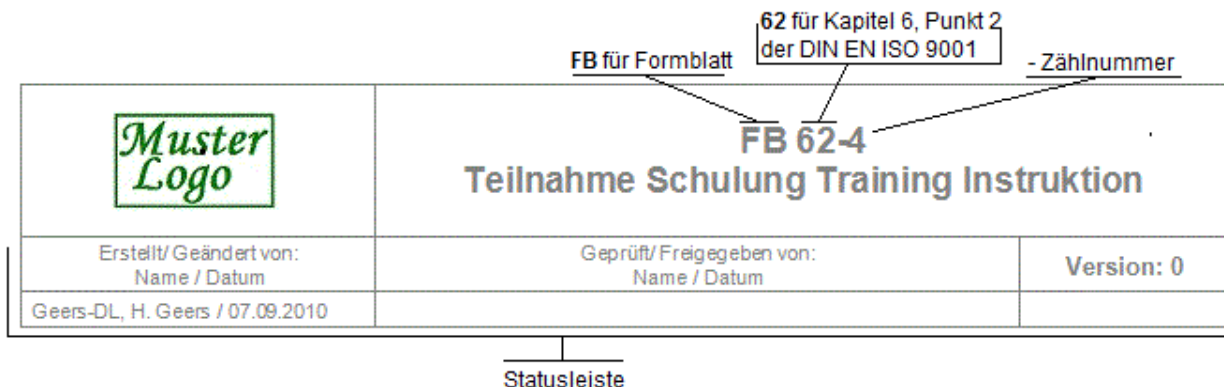 62 für Kapitel 6, Punkt 2
der DIN EN ISO 9001
FB für Formblatt
- Zählnummer
Muster
Logo
FB 62-4
Teilnahme Schulung Training Instruktion
Erstellt/ Geändert von:
Name / Datum
Geprüft/ Freigegeben von:
Name / Datum
Version: 0
Geers-DL, H. Geers / 07.09.2010
Statusleiste